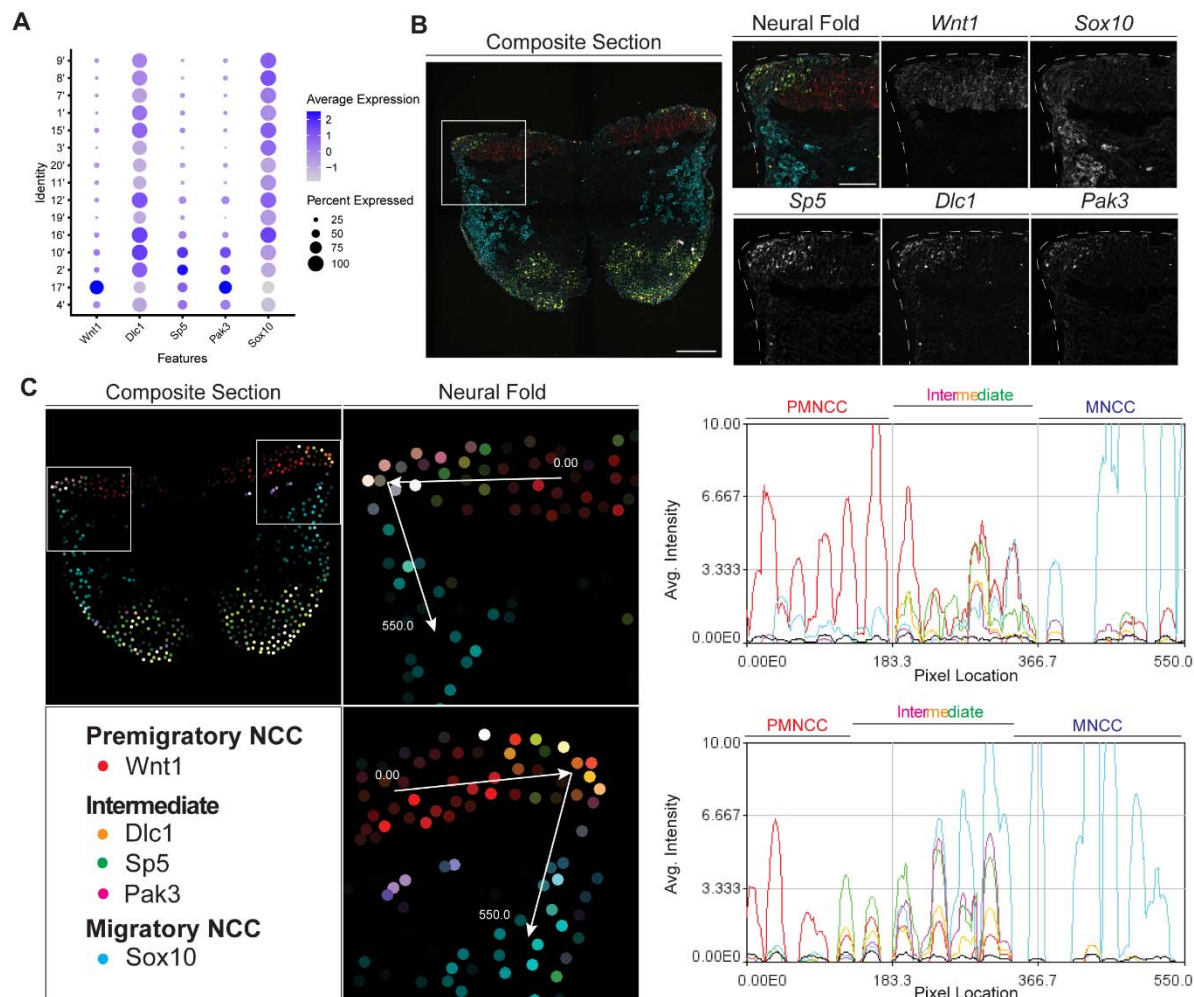 A
9'
8'
7'
1'
15'
3'
20'
11'
12'
19'
16'
10'
2'
17'
4'
Identity
Wnt1
Dlc1
Sp5
Pak3
Sox10
Features
Average Expression
2
1
0
−1
Percent Expressed
25
50
75
100
B
Composite Section
Neural Fold
Wnt1
Sox10
Sp5
Dlc1
Pak3
C
Composite Section
Neural Fold
0.00
550.0
0.00
550.0
Premigratory NCC
Wnt1
Intermediate
Dlc1
Sp5
Pak3
Migratory NCC
Sox10
PMNCC
Intermediate
MNCC
10.00
6.667
3.333
0.00E0
Avg. Intensity
0.00E0
183.3
366.7
550.0
Pixel Location
PMNCC
Intermediate
MNCC
10.00
6.667
3.333
0.00E0
Avg. Intensity
0.00E0
183.3
366.7
550.0
Pixel Location